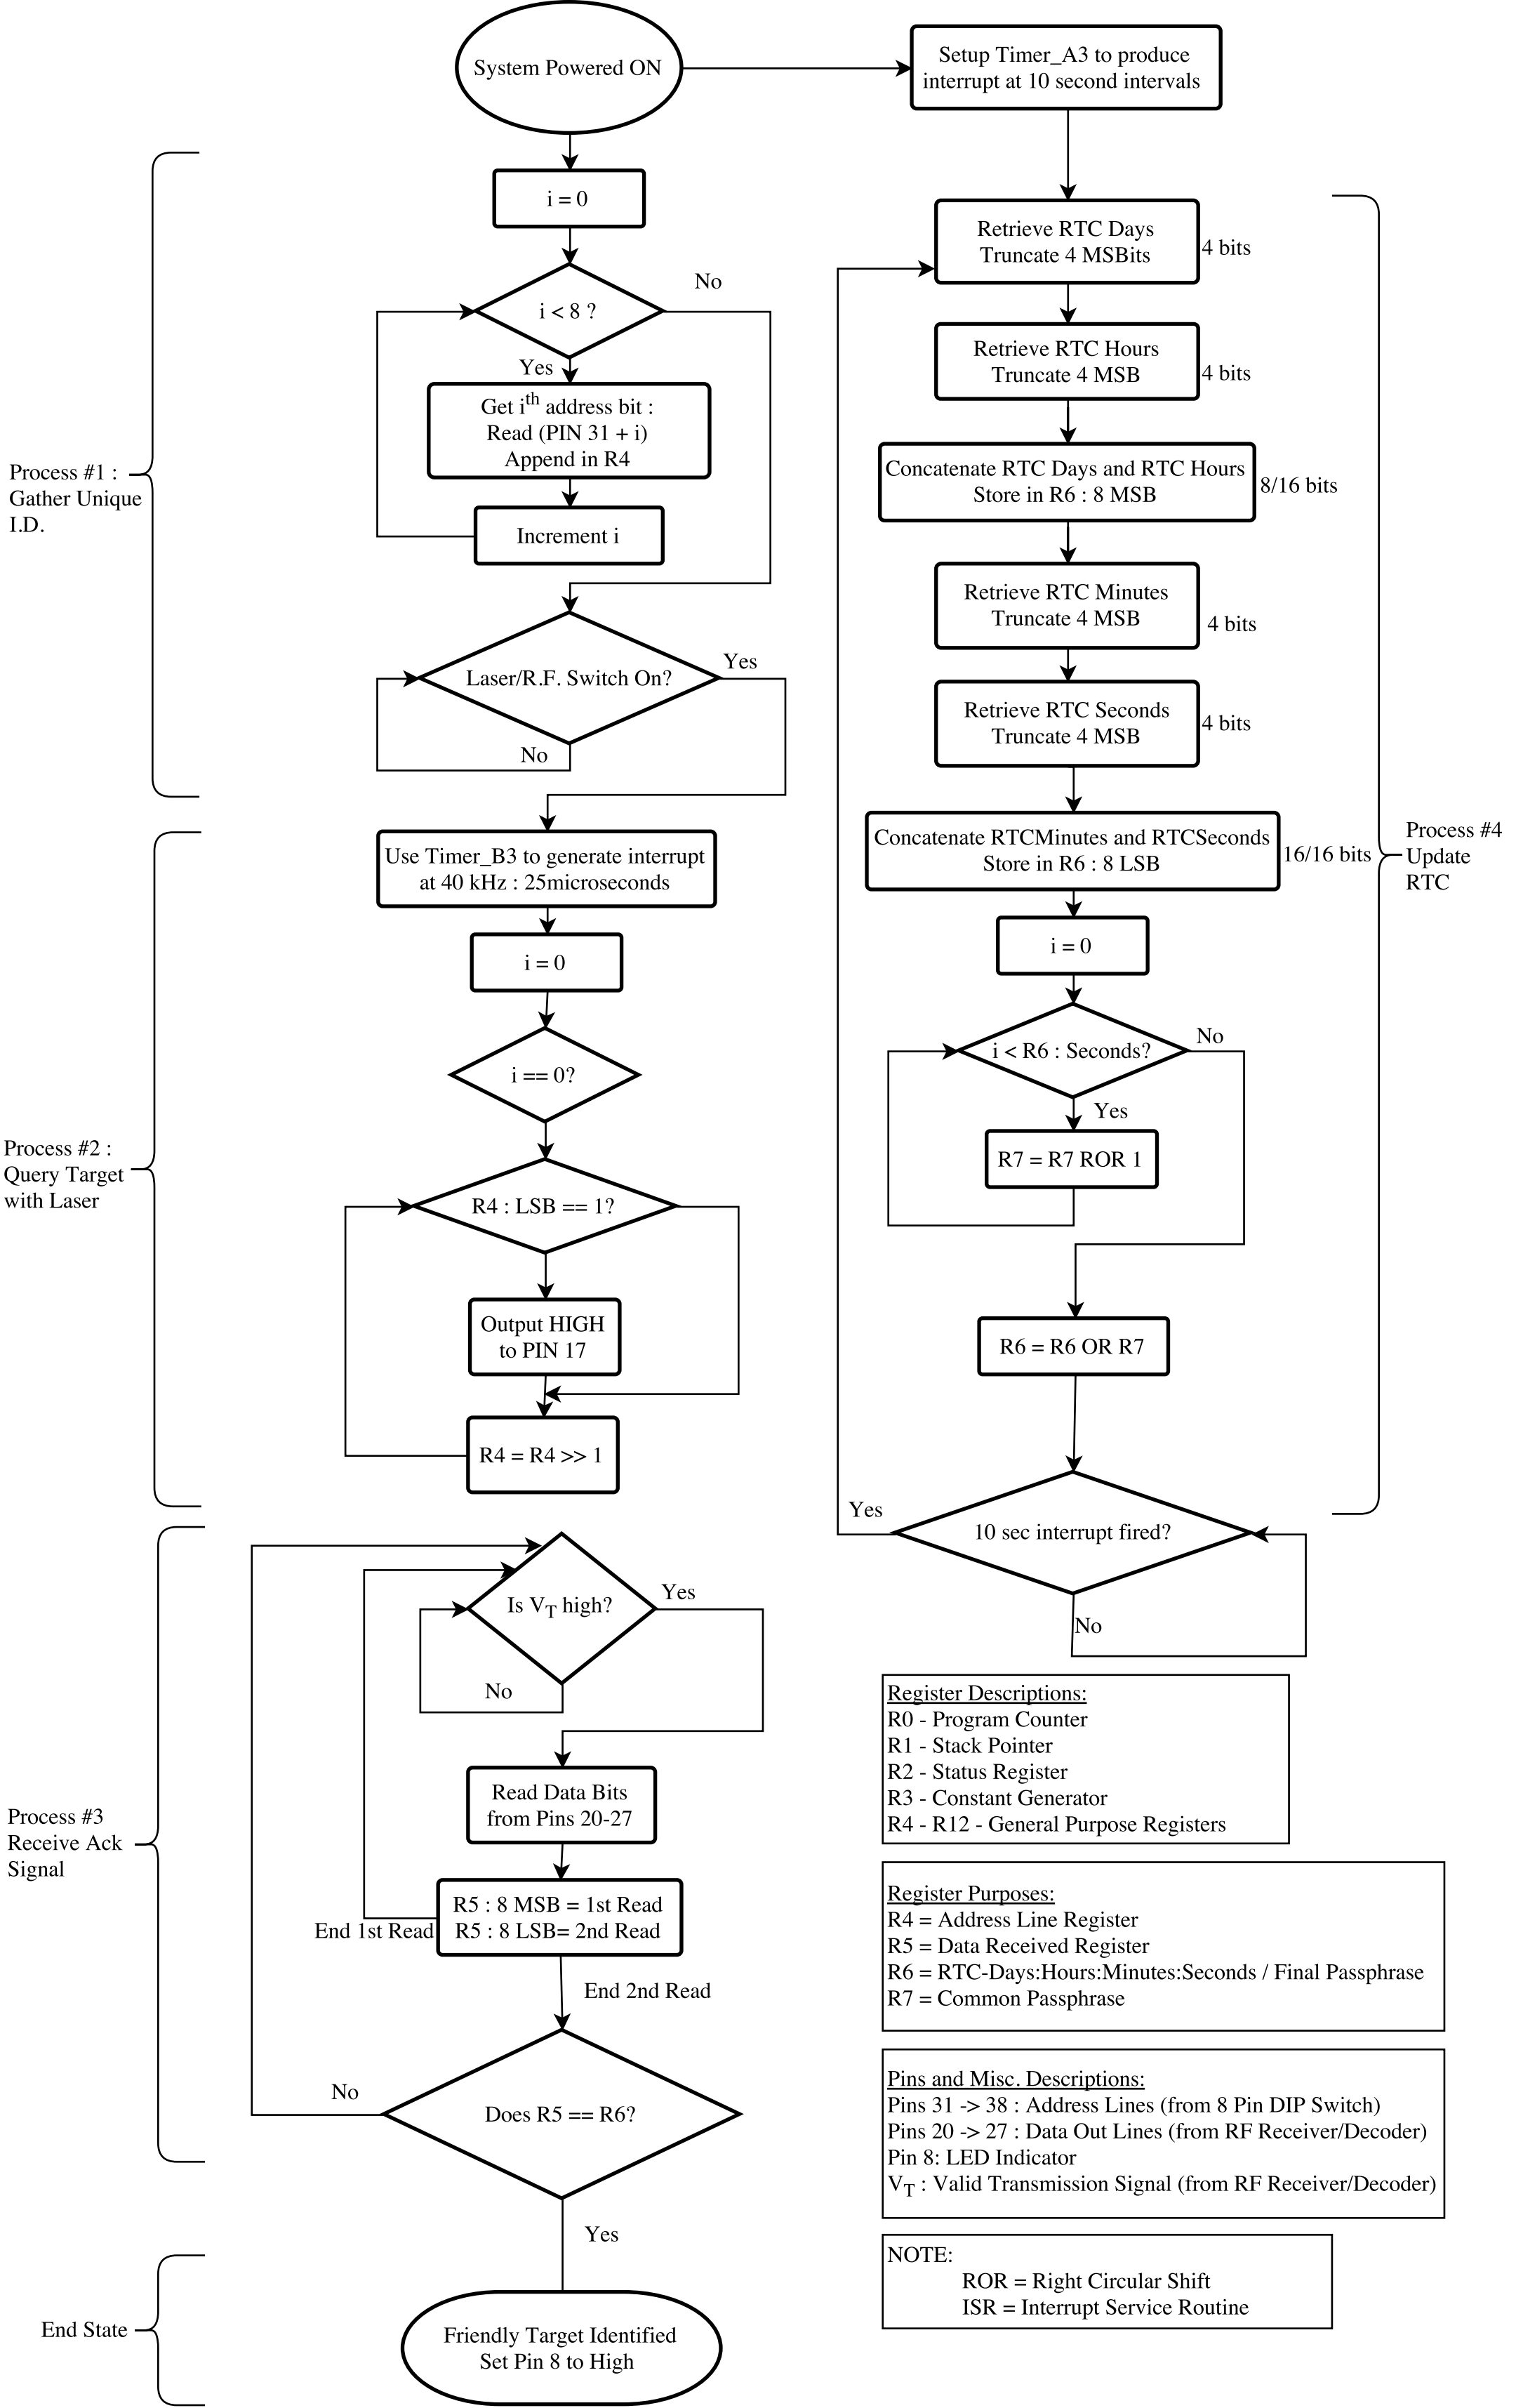 System Powered ON
Setup Timer_A3 to produce
interrupt at 10 second intervals
Process #1 :
Gather Unique
I.D.
i = 0
i < 8 ?
No
Yes
Get i^th address bit :
Read (PIN 31 + i)
Append in R4
Increment i
Laser/R.F. Switch On?
Yes
No
Process #2 :
Query Target
with Laser
Use Timer_B3 to generate interrupt
at 40 kHz : 25microseconds
i = 0
i == 0?
R4 : LSB == 1?
Output HIGH
to PIN 17
R4 = R4 >> 1
Process #3
Receive Ack
Signal
Is V_T high?
Yes
No
Read Data Bits
from Pins 20-27
R5 : 8 MSB = 1st Read
R5 : 8 LSB= 2nd Read
End 1st Read
End 2nd Read
Does R5 == R6?
No
Yes
End State
Friendly Target Identified
Set Pin 8 to High
Retrieve RTC Days
Truncate 4 MSBits
4 bits
Retrieve RTC Hours
Truncate 4 MSB
4 bits
Concatenate RTC Days and RTC Hours
Store in R6 : 8 MSB
8/16 bits
Retrieve RTC Minutes
Truncate 4 MSB
4 bits
Retrieve RTC Seconds
Truncate 4 MSB
4 bits
Concatenate RTCMinutes and RTCSeconds
Store in R6 : 8 LSB
16/16 bits
Process #4
Update
RTC
i = 0
i < R6 : Seconds?
No
Yes
R7 = R7 ROR 1
R6 = R6 OR R7
10 sec interrupt fired?
Yes
No
Register Descriptions:
R0 - Program Counter
R1 - Stack Pointer
R2 - Status Register
R3 - Constant Generator
R4 - R12 - General Purpose Registers
Register Purposes:
R4 = Address Line Register
R5 = Data Received Register
R6 = RTC-Days:Hours:Minutes:Seconds / Final Passphrase
R7 = Common Passphrase
Pins and Misc. Descriptions:
Pins 31 -> 38 : Address Lines (from 8 Pin DIP Switch)
Pins 20 -> 27 : Data Out Lines (from RF Receiver/Decoder)
Pin 8: LED Indicator
V_T : Valid Transmission Signal (from RF Receiver/Decoder)
NOTE:
ROR = Right Circular Shift
ISR = Interrupt Service Routine